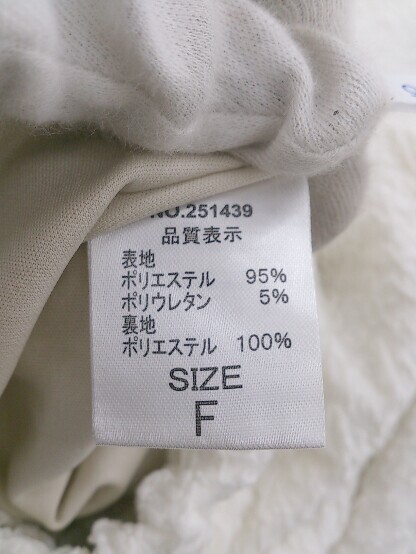 NO.251439
品質表示
表地
ポリエステル 95%
ポリウレタン 5%
裏地
ポリエステル 100%
SIZE
F